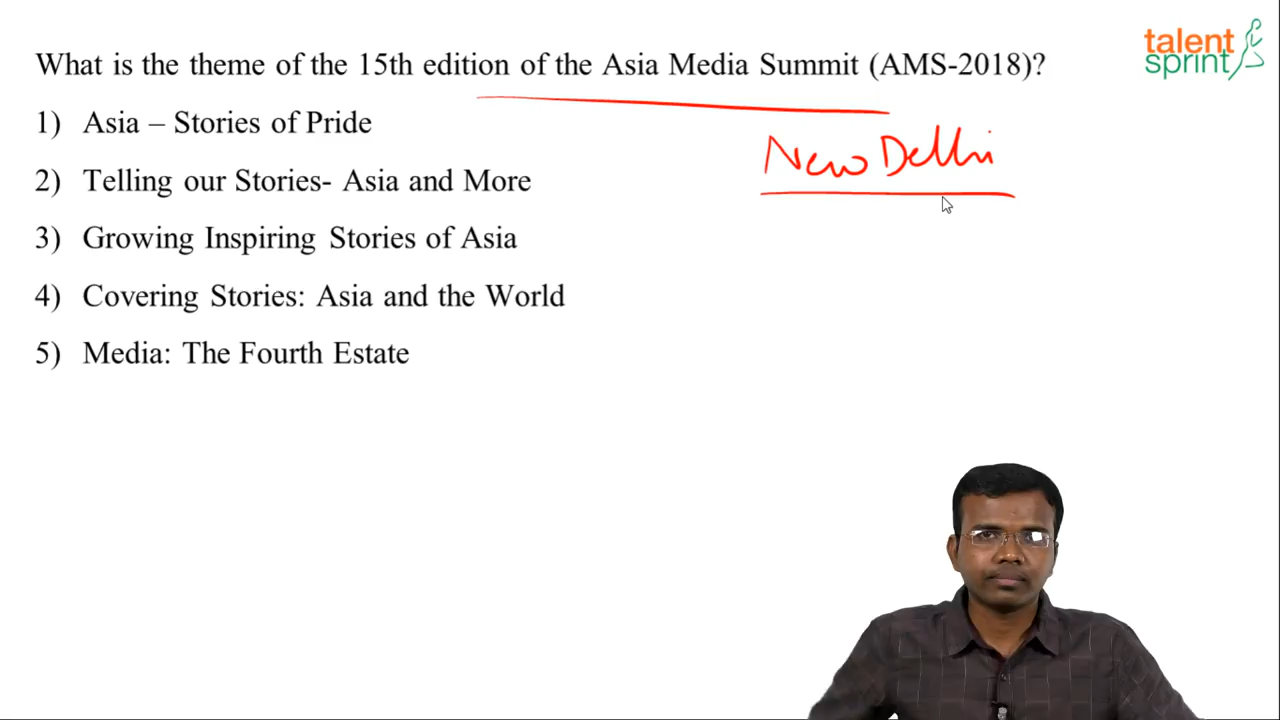 What is the theme of the 15th edition of the Asia Media Summit (AMS-2018)?
1) Asia – Stories of Pride
2) Telling our Stories- Asia and More
3) Growing Inspiring Stories of Asia
4) Covering Stories: Asia and the World
5) Media: The Fourth Estate
New Delhi
talent
sprint